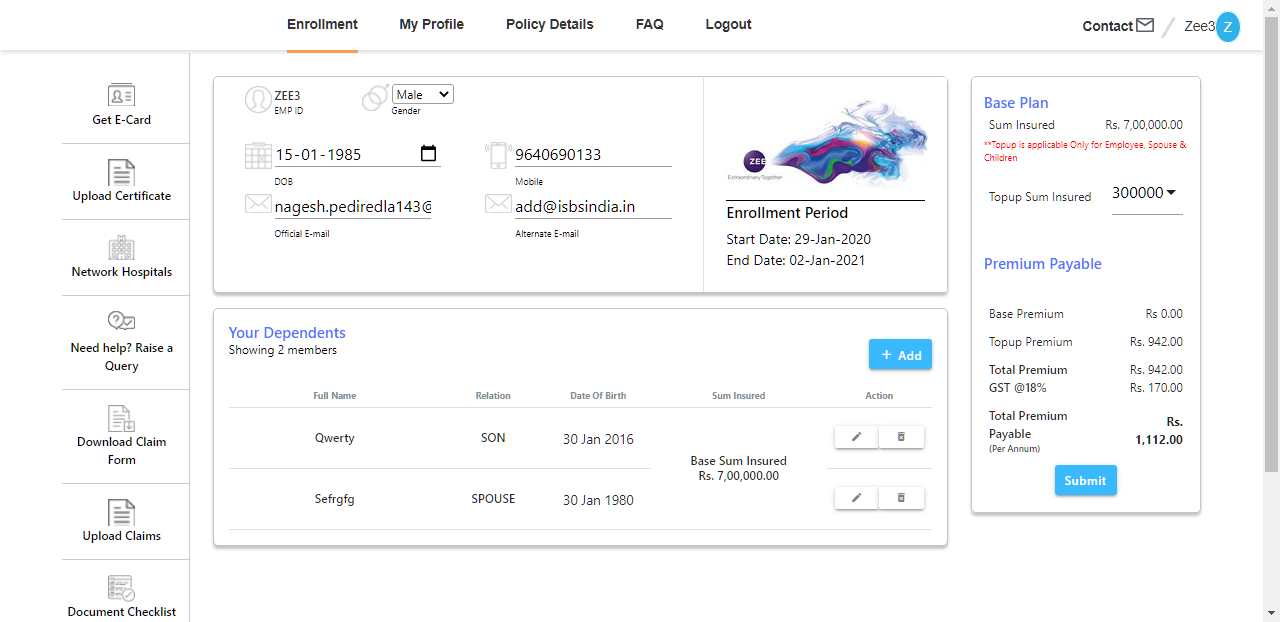 Enrollment
My Profile
Policy Details
FAQ
Logout
Contact
Zee3
Z
Get E-Card
Upload Certificate
Network Hospitals
Need help? Raise a
Query
Download Claim
Form
Upload Claims
Document Checklist
ZEE3
EMP ID
Male
Gender
15-01-1985
DOB
9640690133
Mobile
nagesh.pediredla143@
Official E-mail
add@isbsindia.in
Alternate E-mail
ZEE
Extraordinary Together
Enrollment Period
Start Date: 29-Jan-2020
End Date: 02-Jan-2021
Your Dependents
Showing 2 members
+ Add
Full Name Relation Date Of Birth Sum Insured Action
Qwerty SON 30 Jan 2016
Base Sum Insured
Rs. 7,00,000.00
Sefrgfg SPOUSE 30 Jan 1980
Base Plan
Sum Insured Rs. 7,00,000.00
**Topup is applicable Only for Employee, Spouse &
Children
Topup Sum Insured 300000
Premium Payable
Base Premium Rs 0.00
Topup Premium Rs. 942.00
Total Premium Rs. 942.00
GST @18% Rs. 170.00
Total Premium
Payable
(Per Annum)
Rs.
1,112.00
Submit